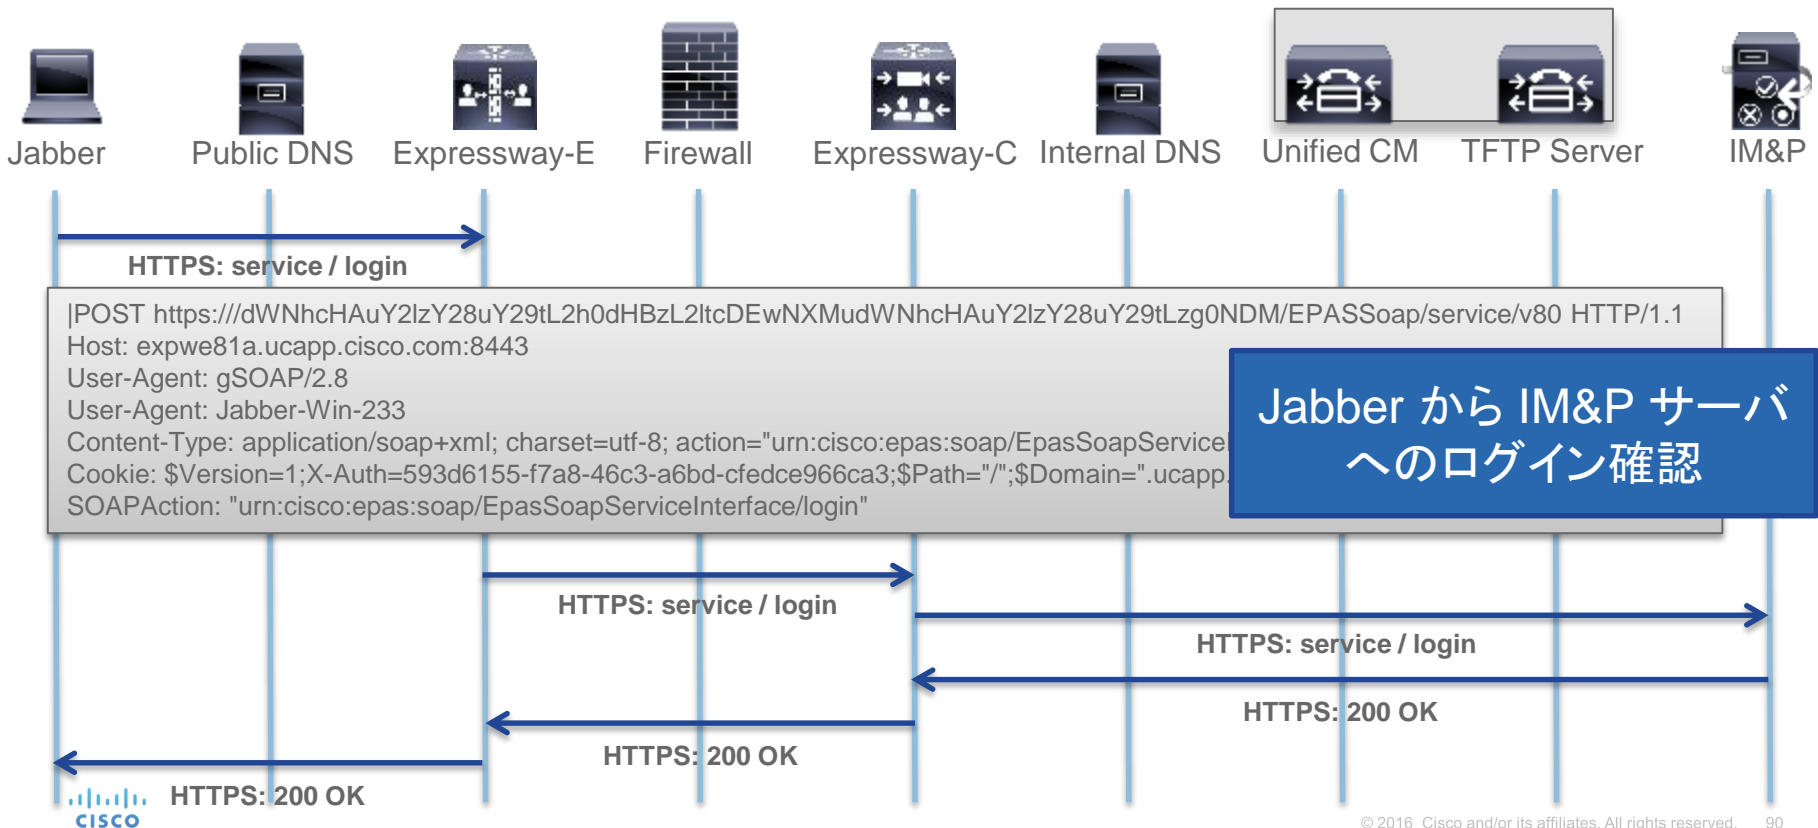 Jabber
Public DNS
Expressway-E
Firewall
Expressway-C
Internal DNS
Unified CM
TFTP Server
IM&P
HTTPS: service / login
|POST https:///dWNhcHAuY2lzY28uY29tL2h0dHBzL2ltcDEwNXMudWNhcHAuY2lzY28uY29tLzg0NDM/EPASSoap/service/v80 HTTP/1.1
Host: expwe81a.ucapp.cisco.com:8443
User-Agent: gSOAP/2.8
User-Agent: Jabber-Win-233
Content-Type: application/soap+xml; charset=utf-8; action="urn:cisco:epas:soap/EpasSoapService
Cookie: $Version=1;X-Auth=593d6155-f7a8-46c3-a6bd-cfedce966ca3;$Path="/";$Domain=".ucapp.
SOAPAction: "urn:cisco:epas:soap/EpasSoapServiceInterface/login"
Jabber から IM&P サーバ
へのログイン確認
HTTPS: service / login
HTTPS: service / login
HTTPS: 200 OK
HTTPS: 200 OK
HTTPS: 200 OK
CISCO
© 2016 Cisco and/or its affiliates. All rights reserved. 90